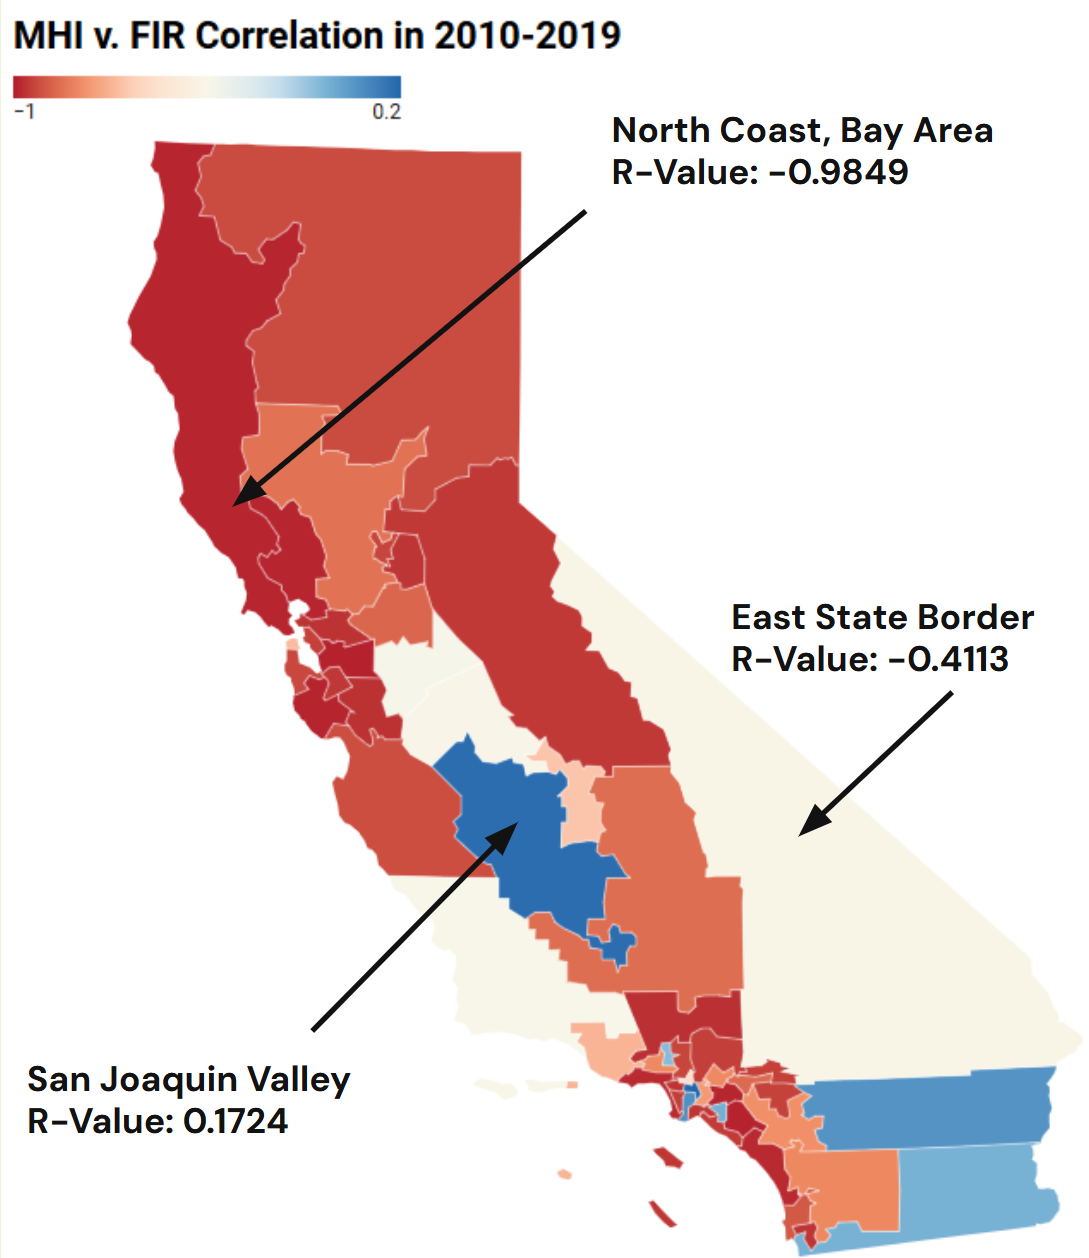 MHI v. FIR Correlation in 2010-2019
−1
0.2
North Coast, Bay Area
R-Value: -0.9849
East State Border
R-Value: -0.4113
San Joaquin Valley
R-Value: 0.1724